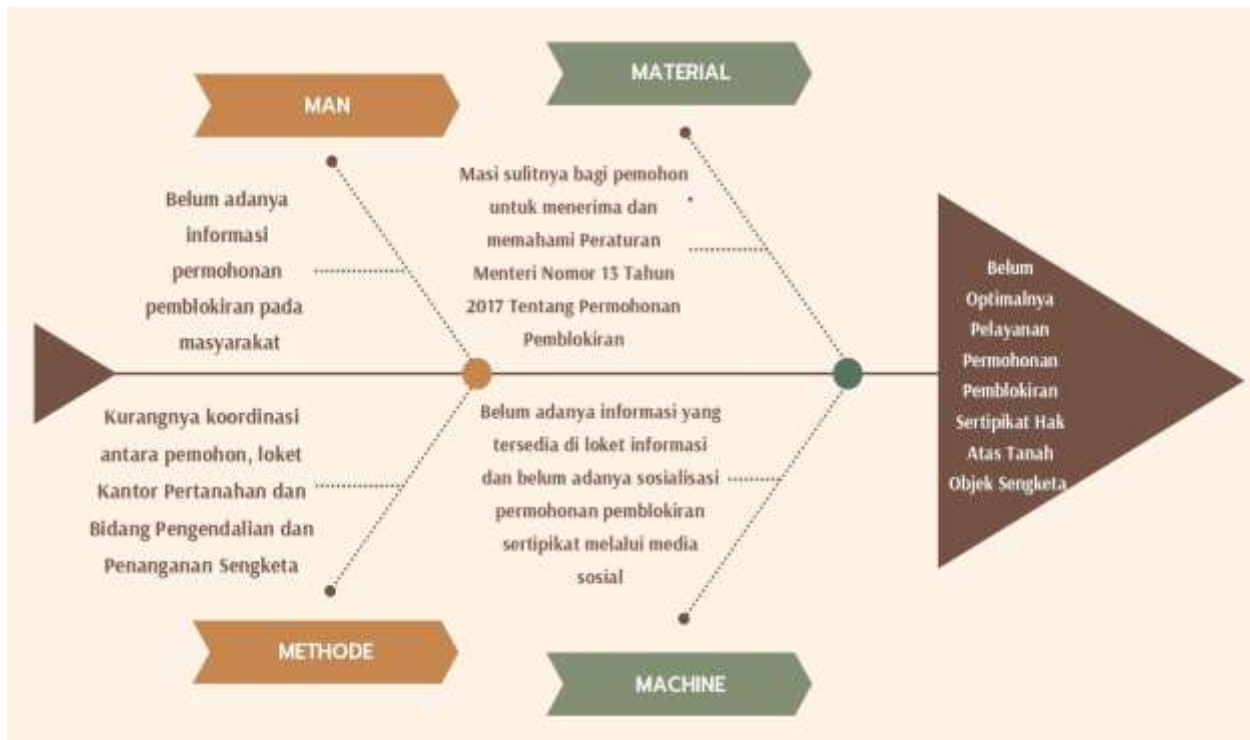 MAN
Belum adanya
informasi
permohonan
pemblokiran pada
masyarakat
MATERIAL
Masi sulitnya bagi pemohon
untuk menerima dan
memahami Peraturan
Menteri Nomor 13 Tahun
2017 Tentang Permohonan
Pemblokiran
Kurangnya koordinasi
antara pemohon, loket
Kantor Pertanahan dan
Bidang Pengendalian dan
Penanganan Sengketa
METHODE
Belum adanya informasi yang
tersedia di loket informasi
dan belum adanya sosialisasi
permohonan pemblokiran
sertipikat melalui media
sosial
MACHINE
Belum
Optimalnya
Pelayanan
Permohonan
Pemblokiran
Sertipikat Hak
Atas Tanah
Objek Sengketa